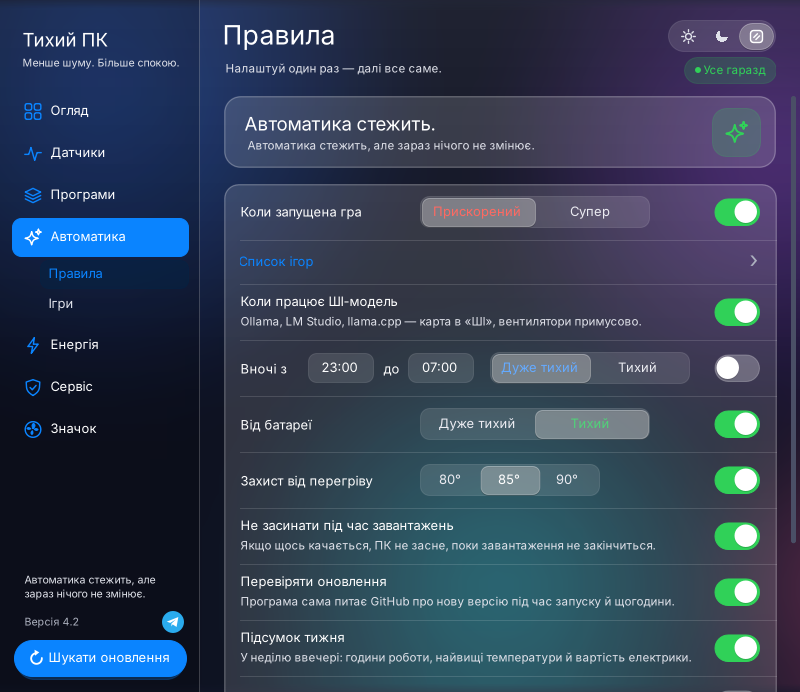 Тихий ПК
Менше шуму. Більше спокою.
Огляд
Датчики
Програми
Автоматика
Правила
Ігри
Енергія
Сервіс
Значок
Автоматика стежить, але
зараз нічого не змінює.
Версія 4.2
Шукати оновлення
Правила
Налаштуй один раз — далі все саме.
Усе гаразд
Автоматика стежить.
Автоматика стежить, але зараз нічого не змінює.
Коли запущена гра Прискорений Супер
Список ігор
Коли працює ШІ-модель
Ollama, LM Studio, llama.cpp — карта в «ШІ», вентилятори примусово.
Вночі з 23:00 до 07:00 Дуже тихий Тихий
Від батареї Дуже тихий Тихий
Захист від перегріву 80° 85° 90°
Не засинати під час завантажень
Якщо щось качається, ПК не засне, поки завантаження не закінчиться.
Перевіряти оновлення
Програма сама питає GitHub про нову версію під час запуску й щогодини.
Підсумок тижня
У неділю ввечері: години роботи, найвищі температури й вартість електрики.